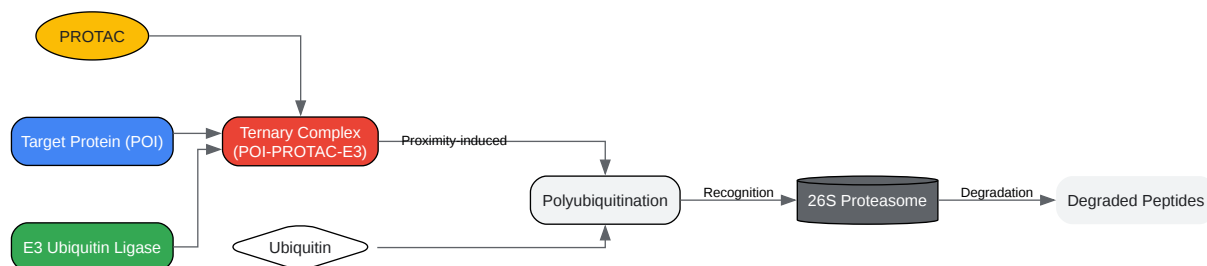 PROTAC
Target Protein (POI)
Ternary Complex
(POI-PROTAC-E3)
Proximity-induced
E3 Ubiquitin Ligase
Ubiquitin
Polyubiquitination
Recognition
26S Proteasome
Degradation
Degraded Peptides